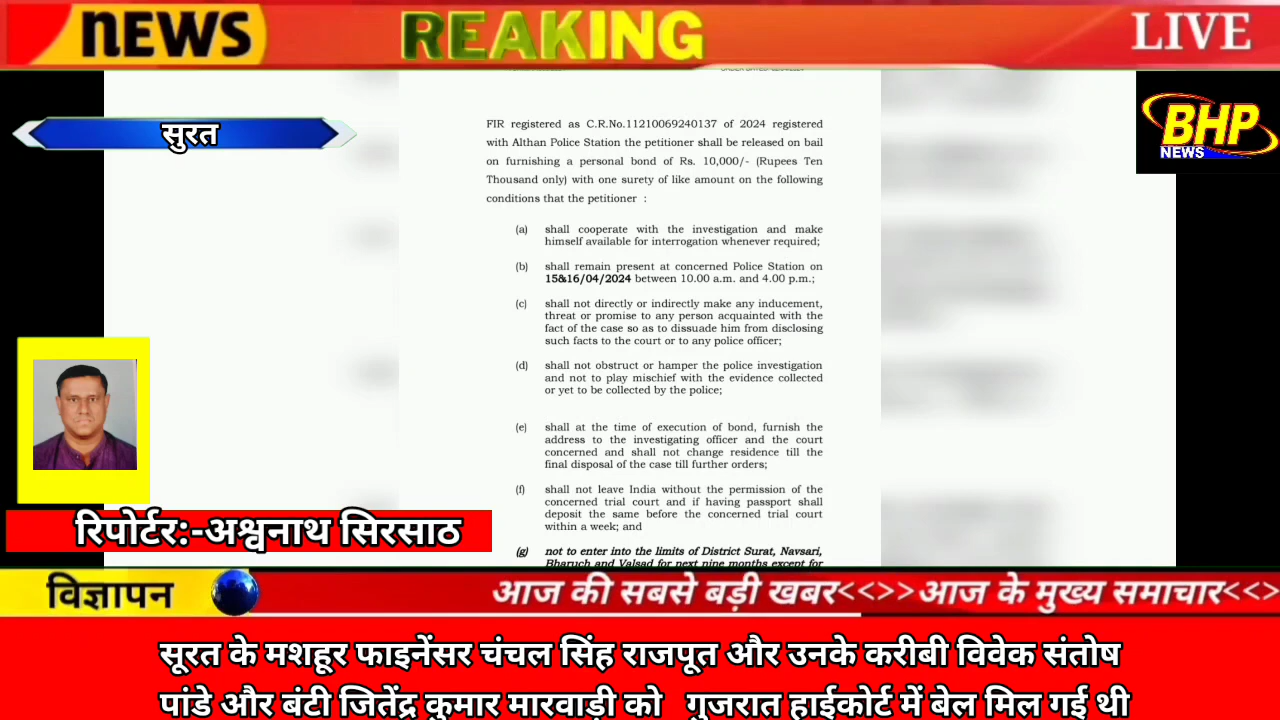 NEWS
REAKING
LIVE
BHP
NEWS
सुरत
FIR registered as C.R.No.11210069240137 of 2024 registered
with Althan Police Station the petitioner shall be released on bail
on furnishing a personal bond of Rs. 10,000/- (Rupees Ten
Thousand only) with one surety of like amount on the following
conditions that the petitioner :
(a) shall cooperate with the investigation and make
himself available for interrogation whenever required;
(b) shall remain present at concerned Police Station on
15&16/04/2024 between 10.00 a.m. and 4.00 p.m.;
(c) shall not directly or indirectly make any inducement,
threat or promise to any person acquainted with the
fact of the case so as to dissuade him from disclosing
such facts to the court or to any police officer;
(d) shall not obstruct or hamper the police investigation
and not to play mischief with the evidence collected
or yet to be collected by the police;
(e) shall at the time of execution of bond, furnish the
address to the investigating officer and the court
concerned and shall not change residence till the
final disposal of the case till further orders;
(f) shall not leave India without the permission of the
concerned trial court and if having passport shall
deposit the same before the concerned trial court
within a week; and
(g) not to enter into the limits of District Surat, Navsari,
Bharuch and Valsad for next nine months except for
रिपोर्टर:-अश्वनाथ सिरसाठ
विज्ञापन
आज की सबसे बड़ी खबर<<>>आज के मुख्य समाचार<<>
सूरत के मशहूर फाइनेंसर चंचल सिंह राजपूत और उनके करीबी विवेक संतोष
पांडे और बंटी जितेंद्र कुमार मारवाड़ी को गुजरात हाईकोर्ट में बेल मिल गई थी